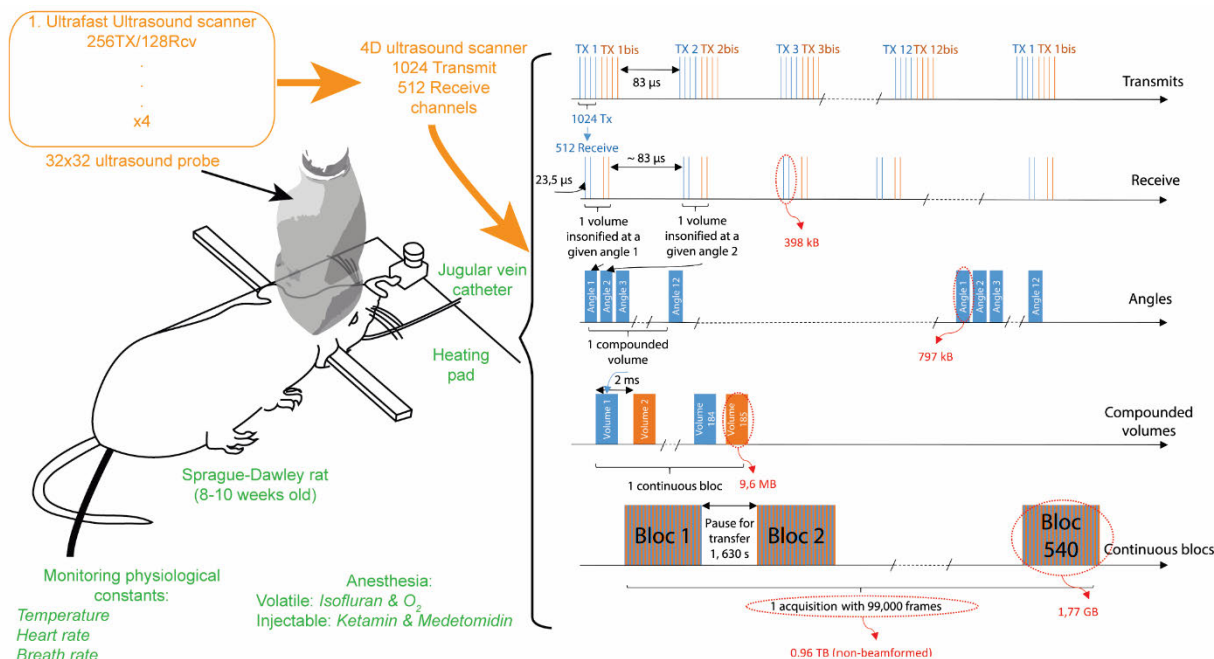 1. Ultrafast Ultrasound scanner
256TX/128Rcv
.
.
.
x4
32x32 ultrasound probe
4D ultrasound scanner
1024 Transmit
512 Receive
channels
Jugular vein
catheter
Heating
pad
Sprague-Dawley rat
(8-10 weeks old)
Monitoring physiological
constants:
Temperature
Heart rate
Breath rate
Anesthesia:
Volatile: Isofluran & O2
Injectable: Ketamin & Medetomidin
TX 1 TX 1bis
TX 2 TX 2bis
TX 3 TX 3bis
TX 12 TX 12bis
TX 1 TX 1bis
83 µs
Transmits
1024 Tx
512 Receive
~ 83 µs
23,5 µs
Receive
1 volume
insonified at a
given angle 1
1 volume
insonified at a
given angle 2
398 kB
Angle 1
Angle 2
Angle 3
Angle 12
Angle 1
Angle 2
Angle 3
Angle 12
Angles
1 compounded
volume
797 kB
2 ms
Volume 1
Volume 2
Volume
184
Volume
185
Compounded
volumes
1 continuous bloc
9,6 MB
Bloc 1
Pause for
transfer
1, 630 s
Bloc 2
Bloc
540
Continuous blocs
1 acquisition with 99,000 frames
1,77 GB
0.96 TB (non-beamformed)